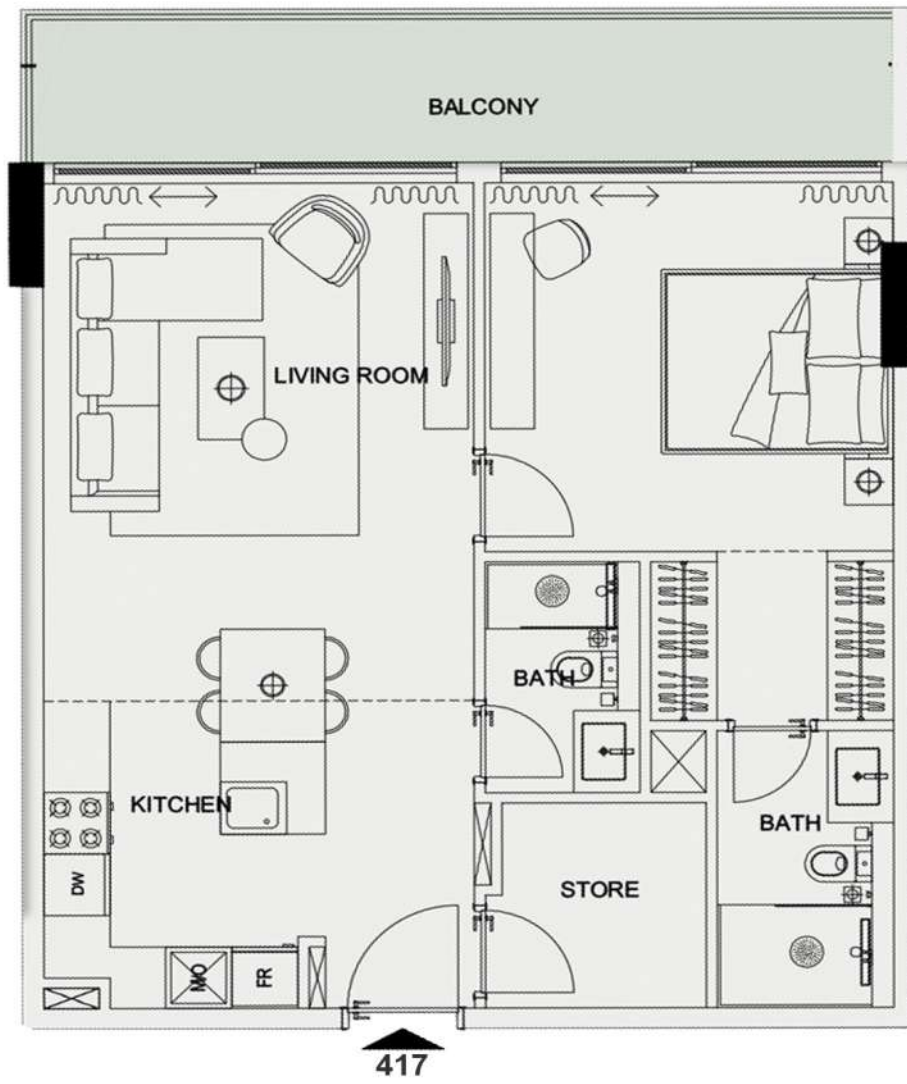 BALCONY
LIVING ROOM
BATH
KITCHEN
BATH
DW
STORE
MO
FR
417